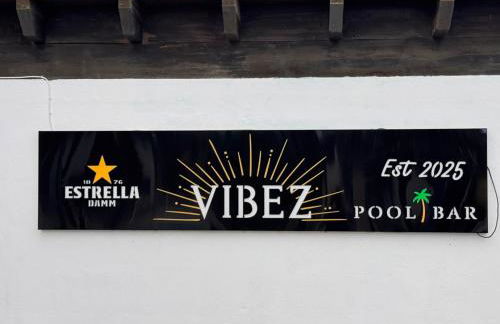 18 76
ESTRELLA
DAMM
VIBEZ
Est 2025
POOL BAR